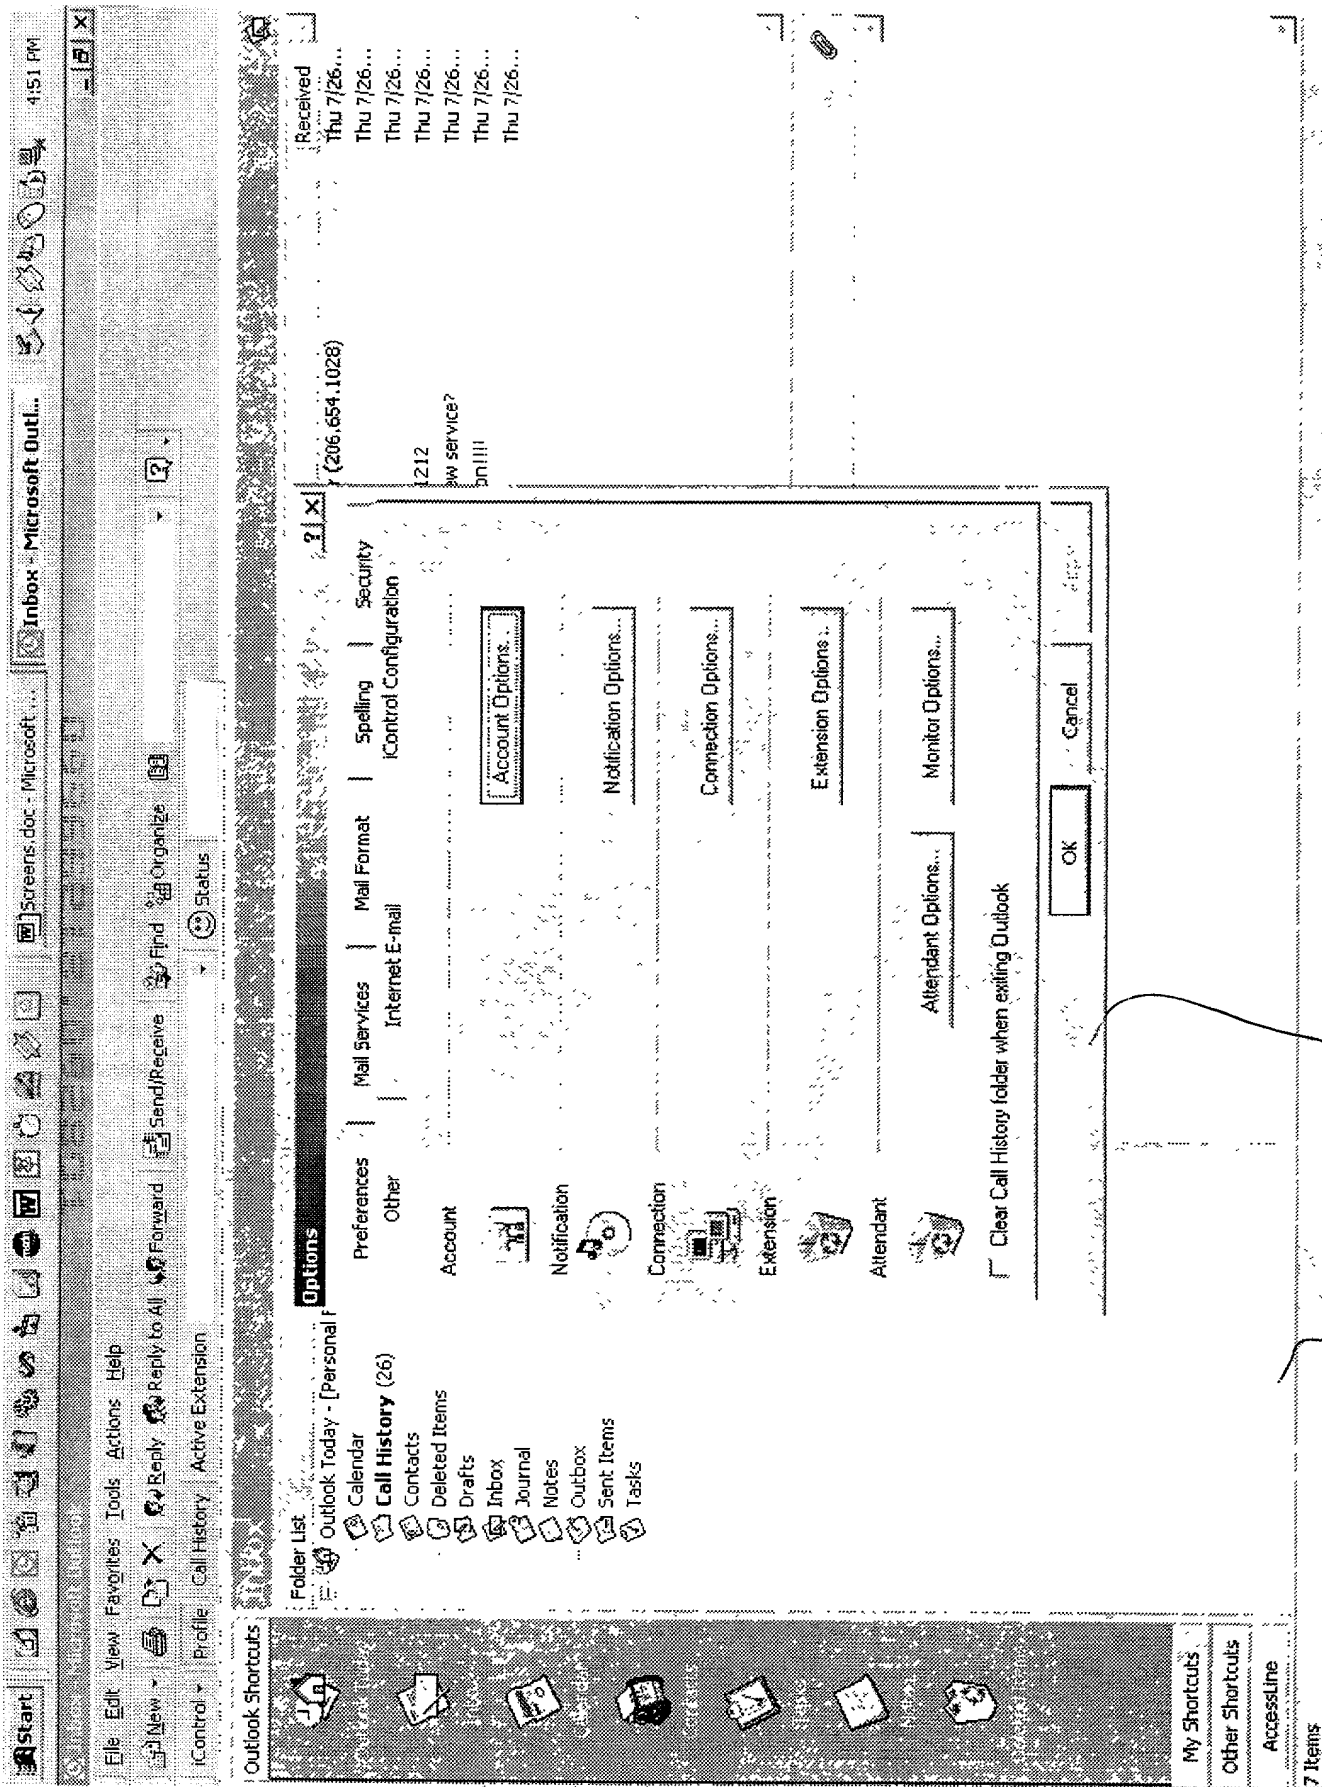 Start
Screens.doc - Microsoft ...
Inbox - Microsoft Outl...
4:51 PM
File Edit View Favorites Tools Actions Help
New
Reply
Reply to All
Forward
Send/Receive
Find
Organize
iControl
Profile
Call History
Active Extension
Status
Inbox
Outlook Shortcuts
My Shortcuts
Other Shortcuts
AccessLine
Folder List
Outlook Today - [Personal F
Calendar
Call History (26)
Contacts
Deleted Items
Drafts
Inbox
Journal
Notes
Outbox
Sent Items
Tasks
Received
r (206.654.1028) Thu 7/26...
Thu 7/26...
Thu 7/26...
1212 Thu 7/26...
ew service? Thu 7/26...
on!!!! Thu 7/26...
Thu 7/26...
Options
Preferences Mail Services Mail Format Spelling Security
Other Internet E-mail iControl Configuration
Account
Account Options...
Notification
Notification Options...
Connection
Connection Options...
Extension
Extension Options...
Attendant
Attendant Options... Monitor Options...
Clear Call History folder when exiting Outlook
OK Cancel
7 Items